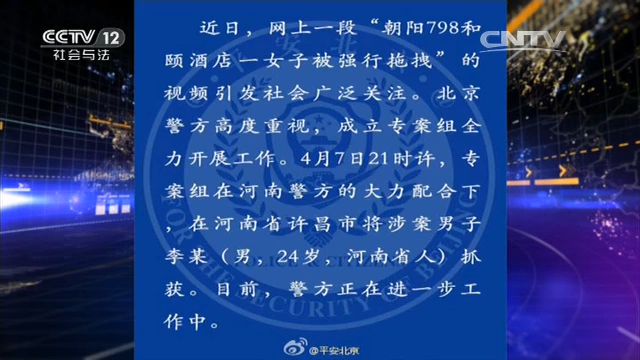 CCTV 12
社会与法
CNTV
近日，网上一段“朝阳798和
颐酒店一女子被强行拖拽”的
视频引发社会广泛关注。北京
警方高度重视，成立专案组全
力开展工作。4月7日21时许，专
案组在河南警方的大力配合下
，在河南省许昌市将涉案男子
李某（男，24岁，河南省人）抓
获。目前，警方正在进一步工
作中。
@平安北京